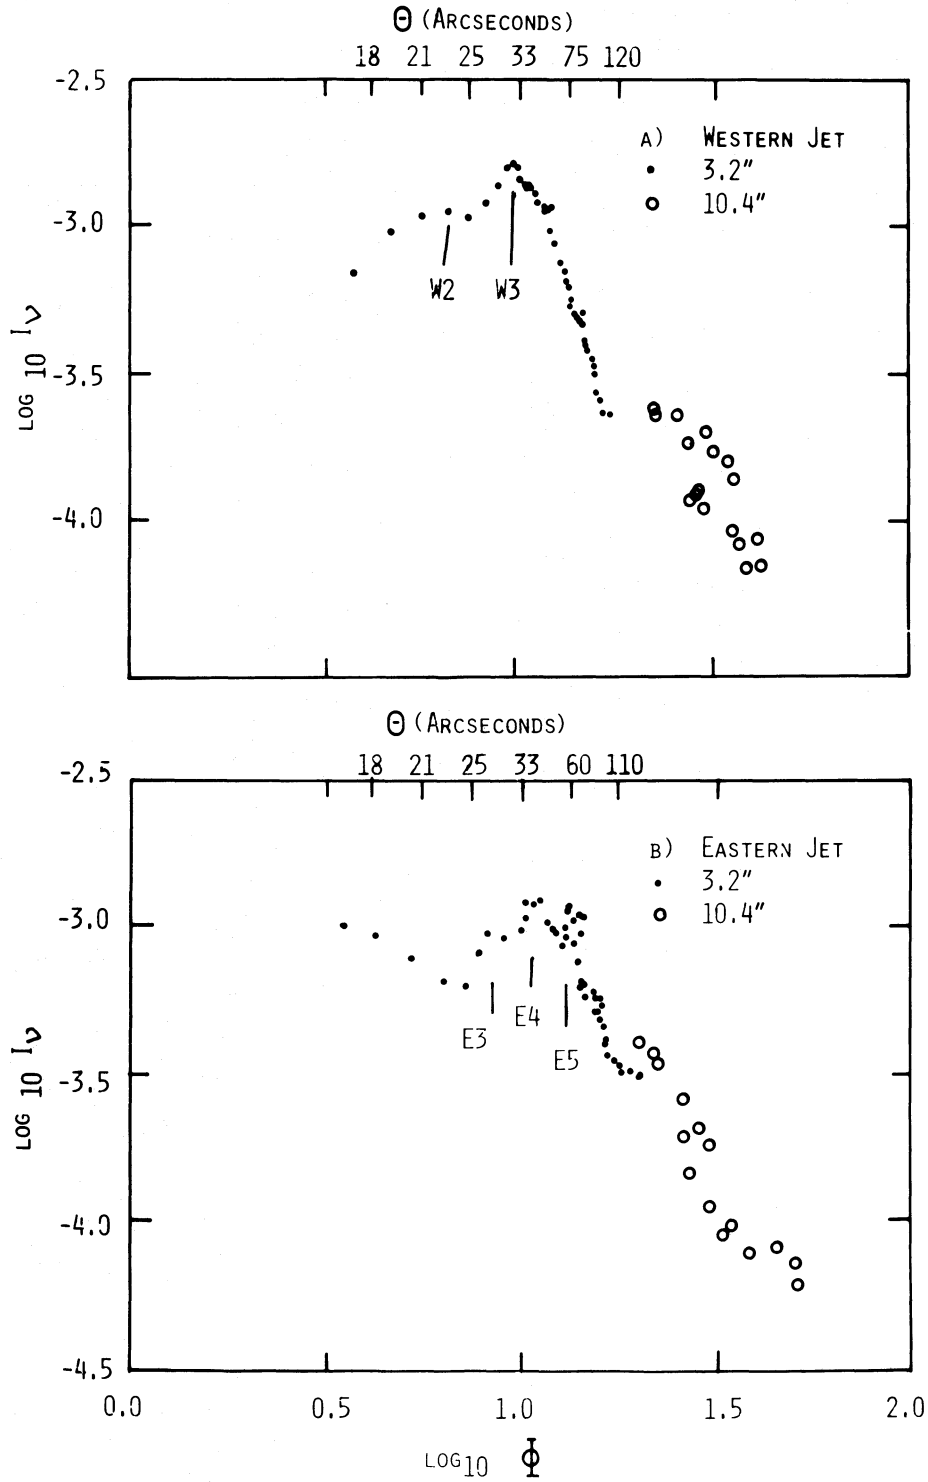 Θ (ARCSECONDS)
18 21 25 33 75 120
-2.5
A) WESTERN JET
3.2"
10.4"
-3.0
W2 W3
LOG 10 Iν
-3.5
-4.0
Θ (ARCSECONDS)
18 21 25 33 60 110
-2.5
B) EASTERN JET
3.2"
10.4"
-3.0
E3 E4 E5
LOG 10 Iν
-3.5
-4.0
-4.5
0.0 0.5 1.0 1.5 2.0
LOG10 Φ